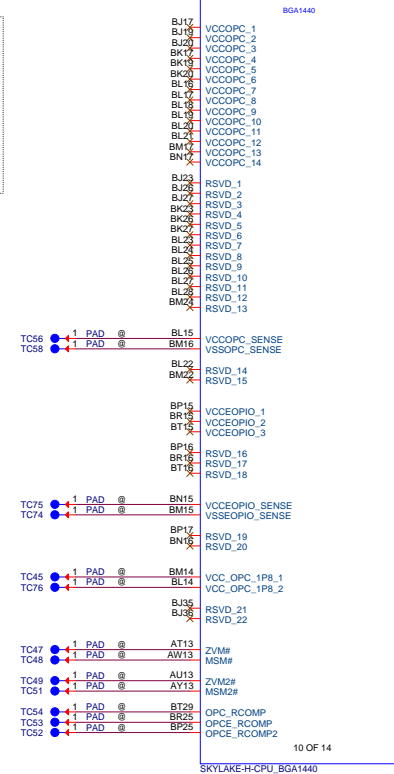 BGA1440
BJ17 VCCOPC_1
BJ19 VCCOPC_2
BJ20 VCCOPC_3
BK17 VCCOPC_4
BK19 VCCOPC_5
BK20 VCCOPC_6
BL16 VCCOPC_7
BL17 VCCOPC_8
BL18 VCCOPC_9
BL19 VCCOPC_10
BL20 VCCOPC_11
BL21 VCCOPC_12
BM17 VCCOPC_13
BN17 VCCOPC_14
BJ23 RSVD_1
BJ26 RSVD_2
BJ27 RSVD_3
BK23 RSVD_4
BK26 RSVD_5
BK27 RSVD_6
BL23 RSVD_7
BL24 RSVD_8
BL25 RSVD_9
BL26 RSVD_10
BL27 RSVD_11
BL28 RSVD_12
BM24 RSVD_13
TC56 1 PAD @ BL15 VCCOPC_SENSE
TC58 1 PAD @ BM16 VSSOPC_SENSE
BL22 RSVD_14
BM22 RSVD_15
BP15 VCCEOPIO_1
BR15 VCCEOPIO_2
BT15 VCCEOPIO_3
BP16 RSVD_16
BR16 RSVD_17
BT16 RSVD_18
TC75 1 PAD @ BN15 VCCEOPIO_SENSE
TC74 1 PAD @ BM15 VSSEOPIO_SENSE
BP17 RSVD_19
BN16 RSVD_20
TC45 1 PAD @ BM14 VCC_OPC_1P8_1
TC76 1 PAD @ BL14 VCC_OPC_1P8_2
BJ35 RSVD_21
BJ36 RSVD_22
TC47 1 PAD @ AT13 ZVM#
TC48 1 PAD @ AW13 MSM#
TC49 1 PAD @ AU13 ZVM2#
TC51 1 PAD @ AY13 MSM2#
TC54 1 PAD @ BT29 OPC_RCOMP
TC53 1 PAD @ BR25 OPCE_RCOMP
TC52 1 PAD @ BP25 OPCE_RCOMP2
10 OF 14
SKYLAKE-H-CPU_BGA1440